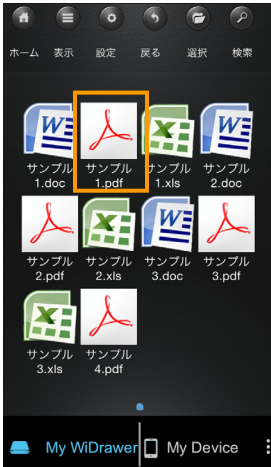 ホーム 表示 設定 戻る 選択 検索
サンプル サンプル サンプル サンプル
1.doc 1.pdf 1.xls 2.doc
サンプル サンプル サンプル サンプル
2.pdf 2.xls 3.doc 3.pdf
サンプル サンプル
3.xls 4.pdf
My WiDrawer My Device